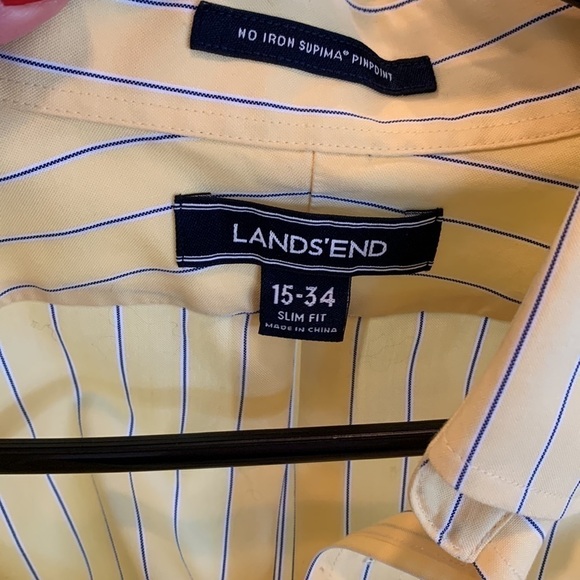 NO IRON SUPIMA® PINPOINT
LANDS'END
15-34
SLIM FIT
MADE IN CHINA